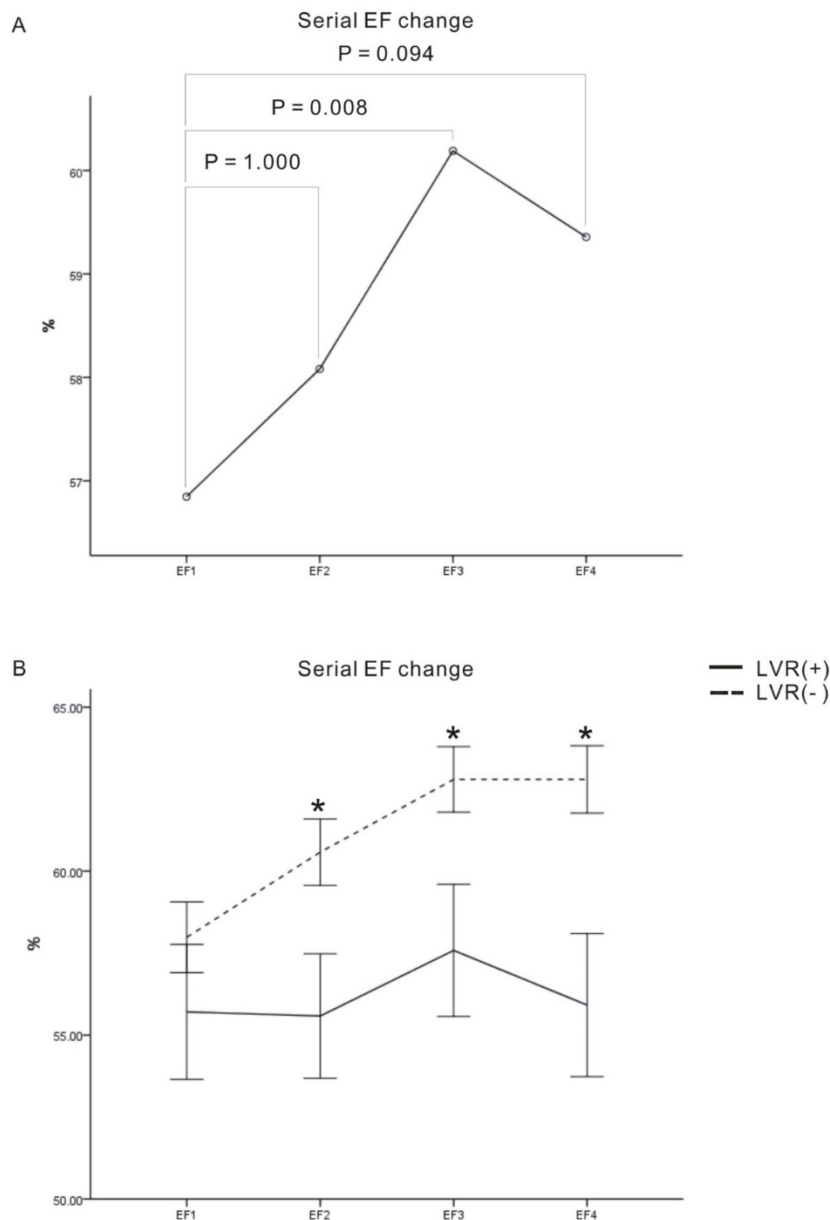 A
Serial EF change
P = 0.094
P = 0.008
P = 1.000
60
59
%
58
57
EF1 EF2 EF3 EF4
B
Serial EF change
LVR(+)
LVR(-)
65.00
*
*
*
60.00
%
55.00
50.00
EF1 EF2 EF3 EF4